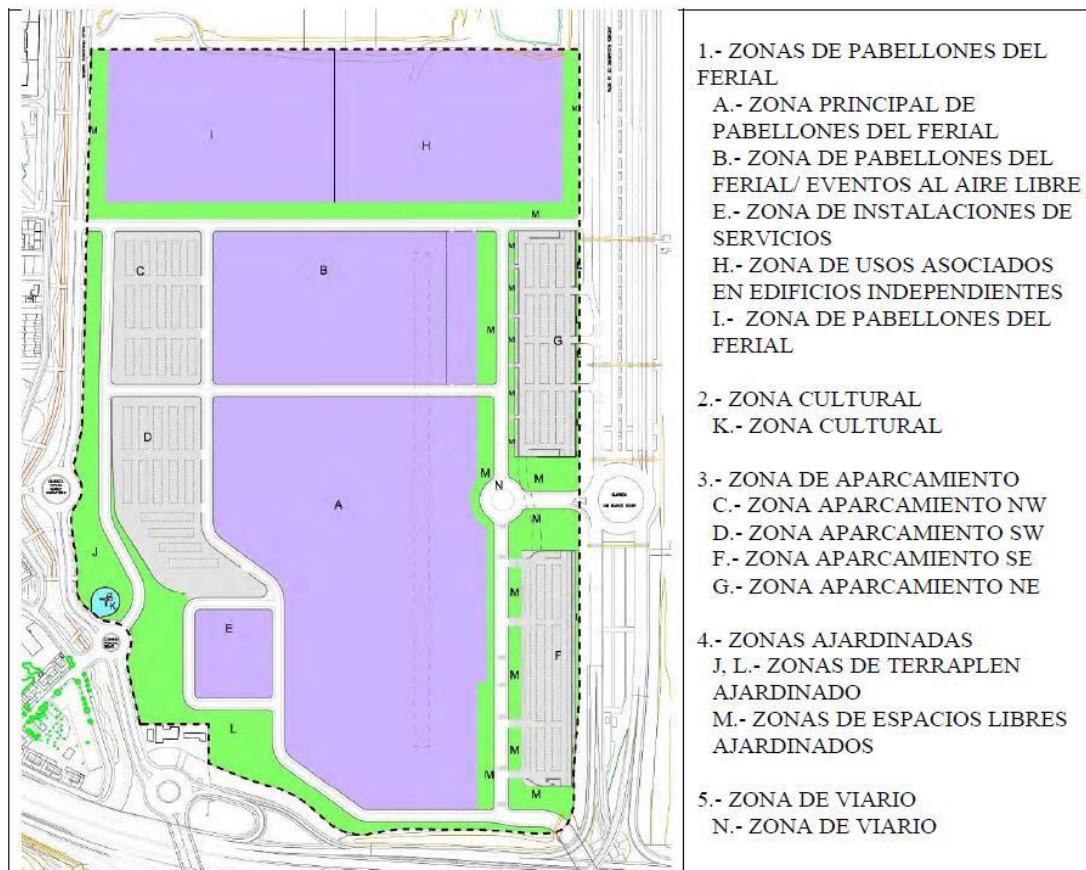 M
I
H
M
M
C
B
M
M
G
M
M
M
D
M
M
M
A
N
M
J
K
E
M
F
M
L
M
M
M
M
1.- ZONAS DE PABELLONES DEL
FERIAL
A.- ZONA PRINCIPAL DE
PABELLONES DEL FERIAL
B.- ZONA DE PABELLONES DEL
FERIAL/ EVENTOS AL AIRE LIBRE
E.- ZONA DE INSTALACIONES DE
SERVICIOS
H.- ZONA DE USOS ASOCIADOS
EN EDIFICIOS INDEPENDIENTES
I.- ZONA DE PABELLONES DEL
FERIAL
2.- ZONA CULTURAL
K.- ZONA CULTURAL
3.- ZONA DE APARCAMIENTO
C.- ZONA APARCAMIENTO NW
D.- ZONA APARCAMIENTO SW
F.- ZONA APARCAMIENTO SE
G.- ZONA APARCAMIENTO NE
4.- ZONAS AJARDINADAS
J, L.- ZONAS DE TERRAPLEN
AJARDINADO
M.- ZONAS DE ESPACIOS LIBRES
AJARDINADOS
5.- ZONA DE VIARIO
N.- ZONA DE VIARIO